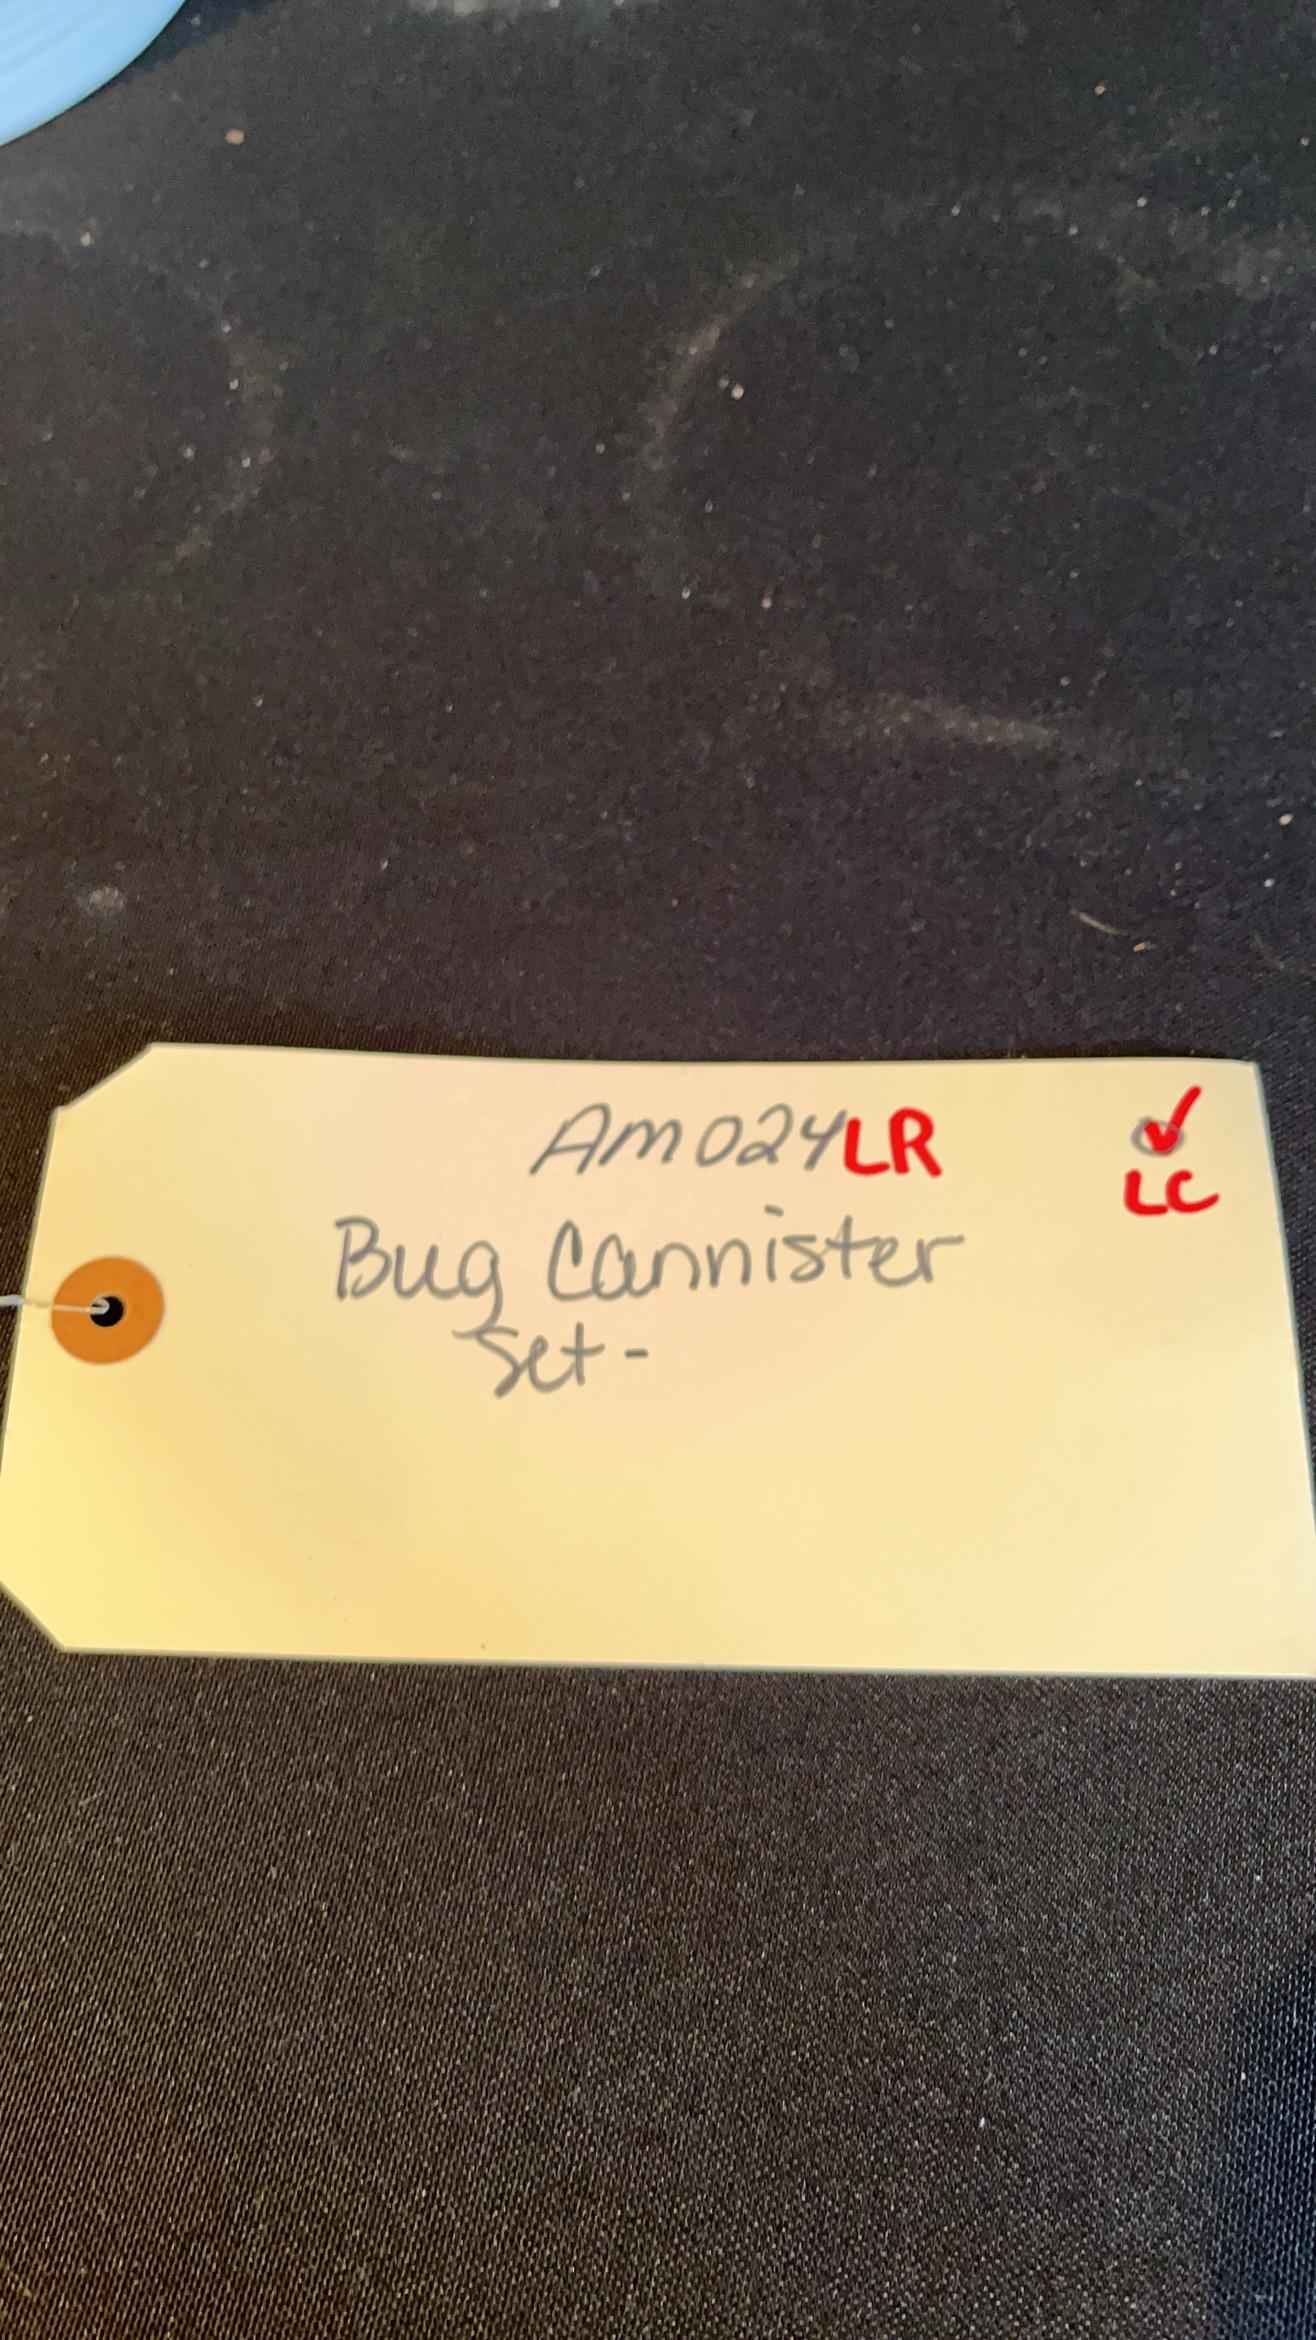 AM024LR ✓
LC
Bug Cannister
Set-